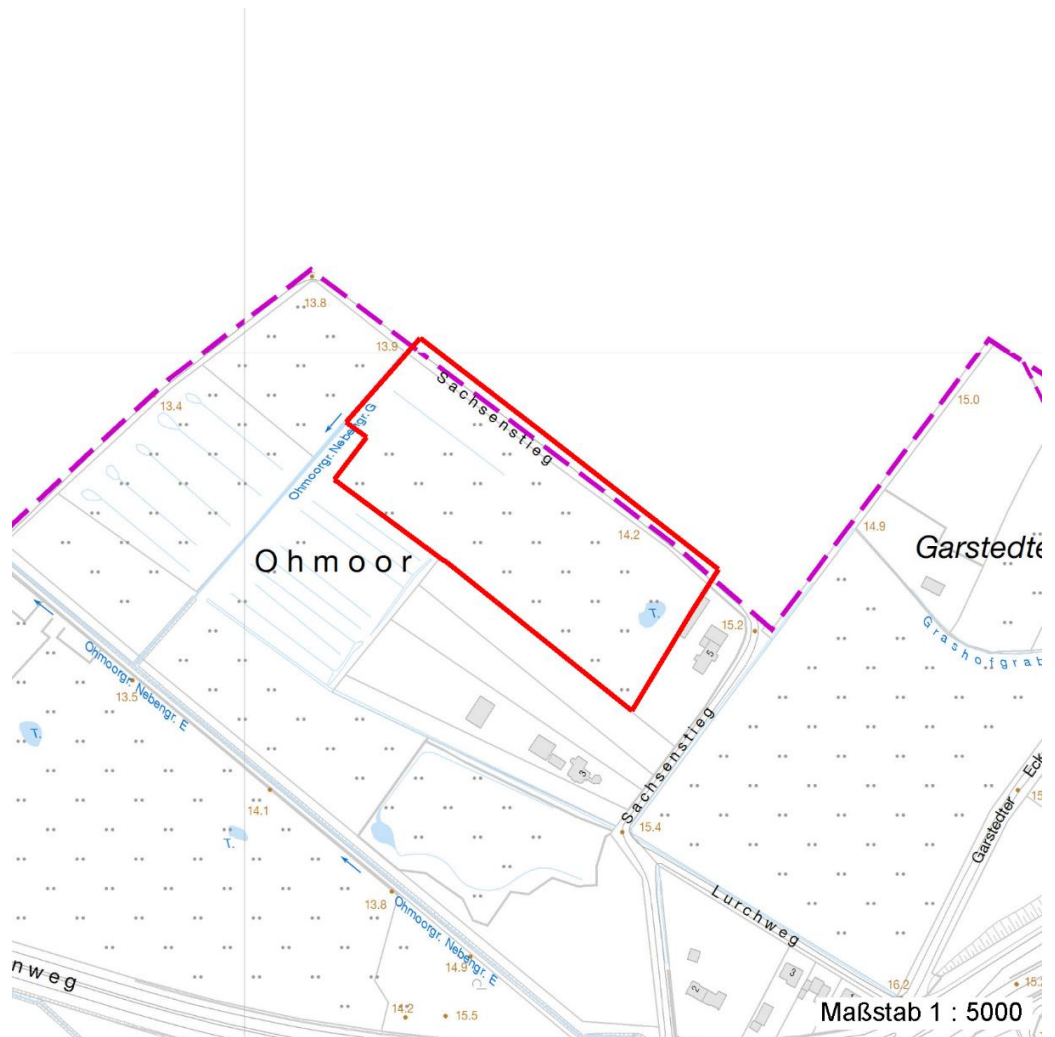 13.8
13.9
13.4
Sachsenstieg
15.0
Ohmoorgr. Nebengr. G
14.2
14.9
Ohmoor
Garstedte
T.
15.2
5
Grashofgrab
Ohmoorgr. Nebengr. E
13.5
T.
Sachsenstieg
3
14.1
15.4
T.
Garstedter Eck
15.
Lurchweg
13.8
Ohmoorgr. Nebengr. E
14.9
nweg
2
3
16.2
14.2
15.5
Maßstab 1 : 5000